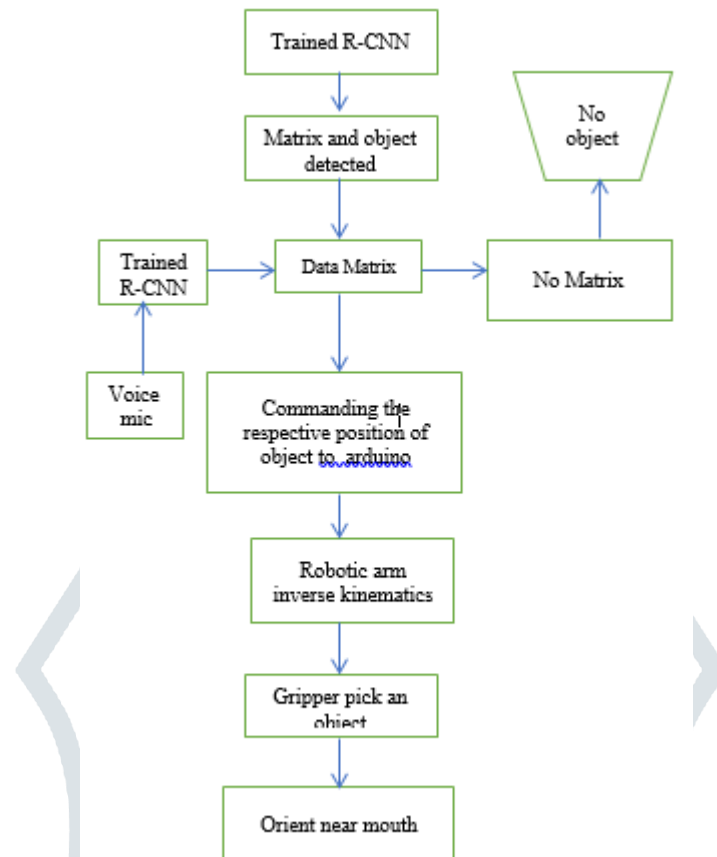 Trained R-CNN
Matrix and object
detected
No
object
Trained
R-CNN
Data Matrix
No Matrix
Voice
mic
Commanding the
respective position of
object to arduino
Robotic arm
inverse kinematics
Gripper pick an
object
Orient near mouth